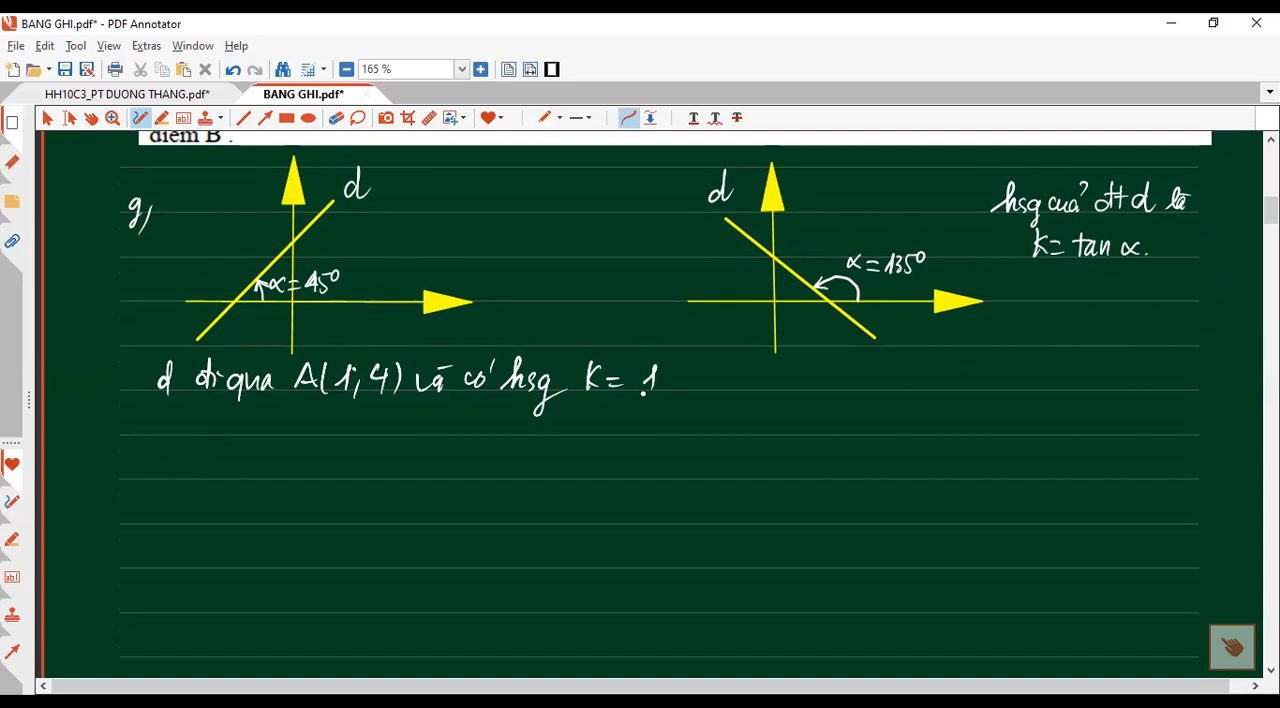 BANG GHI.pdf* - PDF Annotator
File Edit Tool View Extras Window Help
165 %
HH10C3_PT DUONG THANG.pdf* BANG GHI.pdf*
điểm B .
g, d d hsg của đt d là
K = tan α.
α = 45° α = 135°
d đi qua A(1; 4) và có hsg K = 1